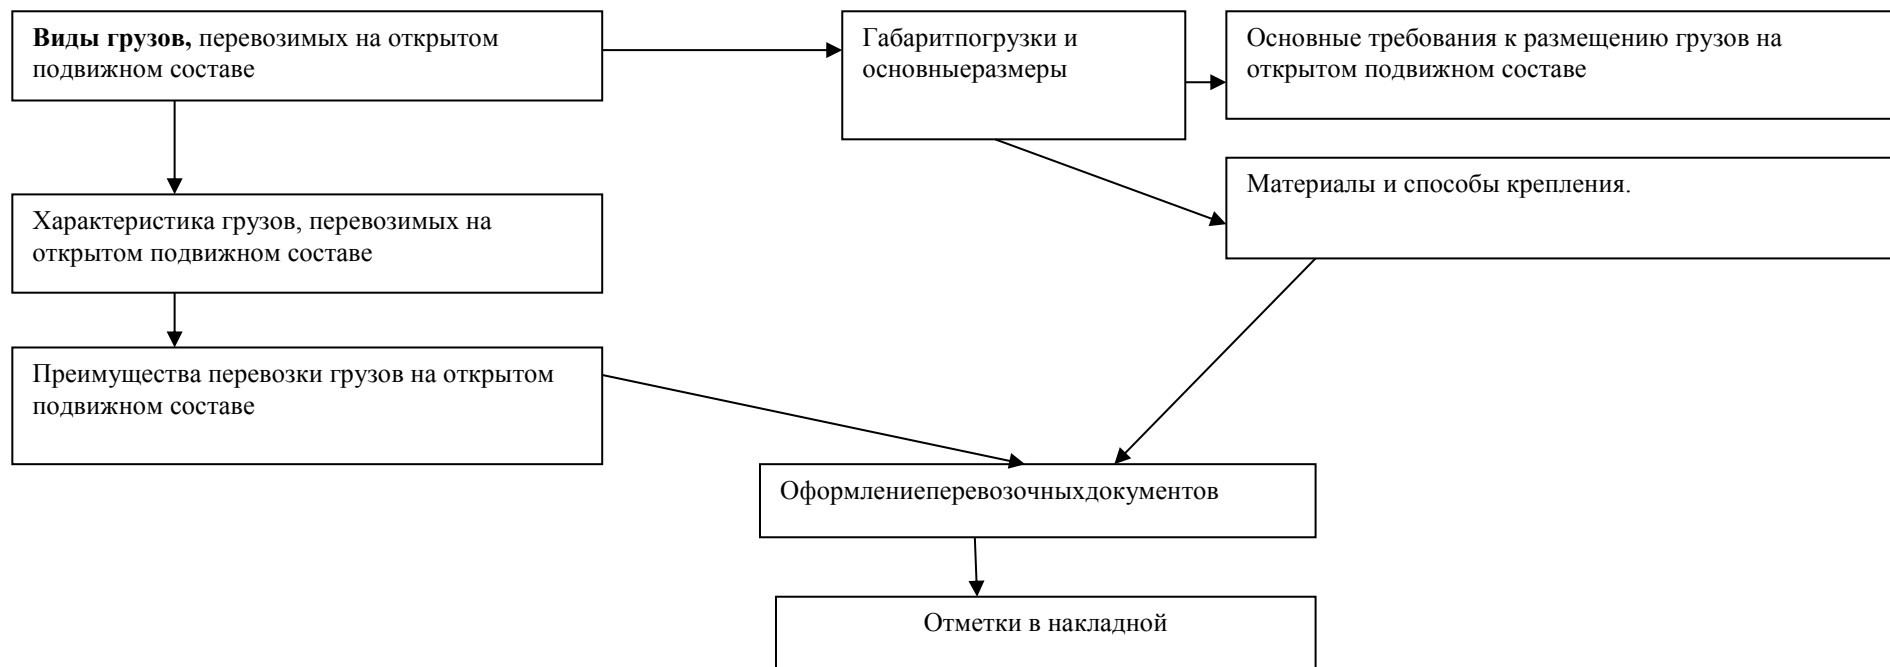 Виды грузов, перевозимых на открытом
подвижном составе
Габаритпогрузки и
основныеразмеры
Основные требования к размещению грузов на
открытом подвижном составе
Материалы и способы крепления.
Характеристика грузов, перевозимых на
открытом подвижном составе
Преимущества перевозки грузов на открытом
подвижном составе
Оформлениеперевозочныхдокументов
Отметки в накладной